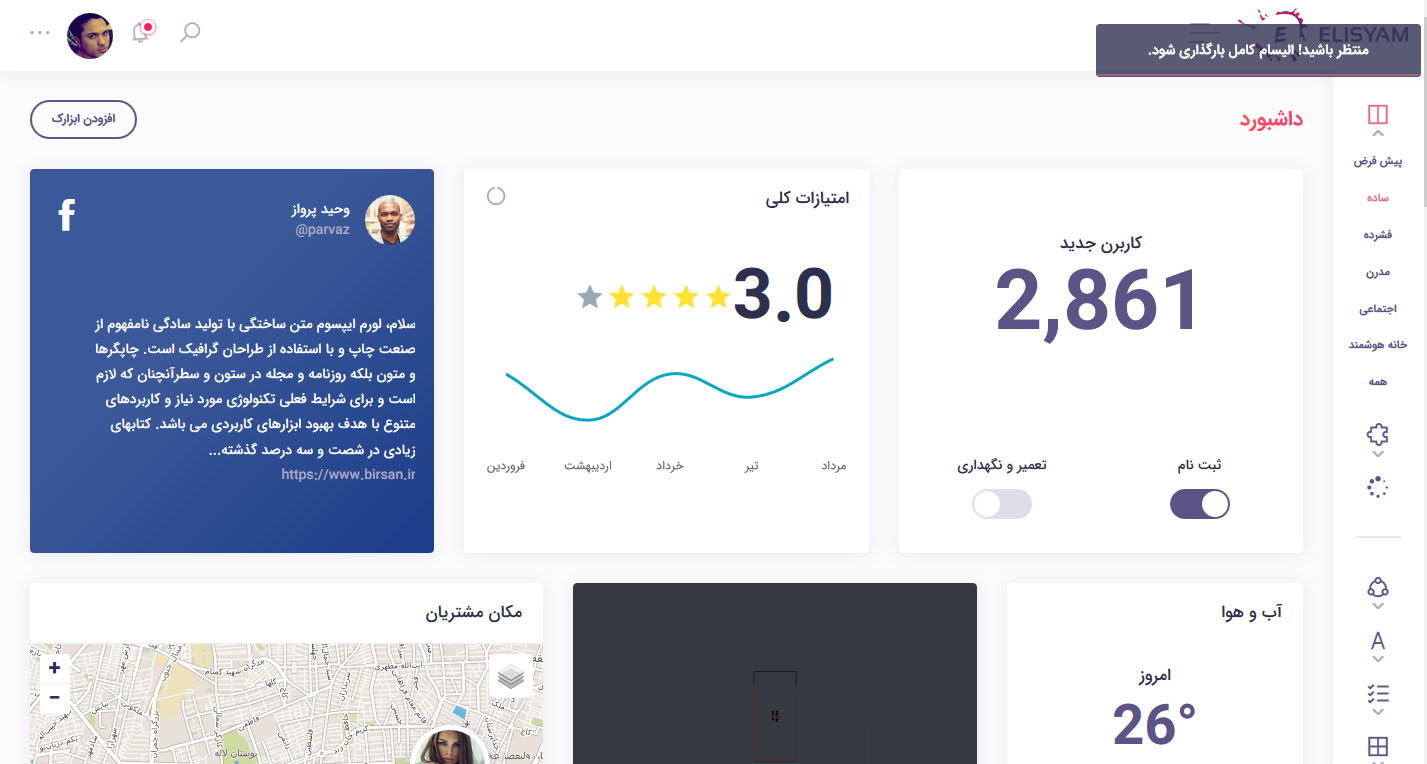 ELISYAM
منتظر باشید! الیسام کامل بارگذاری شود.
داشبورد
افزودن ابزارک
پیش فرض
ساده
فشرده
مدرن
اجتماعی
خانه هوشمند
همه
کاربرن جدید
2,861
ثبت نام
تعمیر و نگهداری
امتیازات کلی
3.0
مرداد
تیر
خرداد
اردیبهشت
فروردین
وحید پرواز
@parvaz
سلام، لورم ایپسوم متن ساختگی با تولید سادگی نامفهوم از
صنعت چاپ و با استفاده از طراحان گرافیک است. چاپگرها
و متون بلکه روزنامه و مجله در ستون و سطرآنچنان که لازم
است و برای شرایط فعلی تکنولوژی مورد نیاز و کاربردهای
متنوع با هدف بهبود ابزارهای کاربردی می باشد. کتابهای
زیادی در شصت و سه درصد گذشته...
https://www.birsan.ir
آب و هوا
امروز
26°
مکان مشتریان
+
−
بوستان لاله
فاطمی